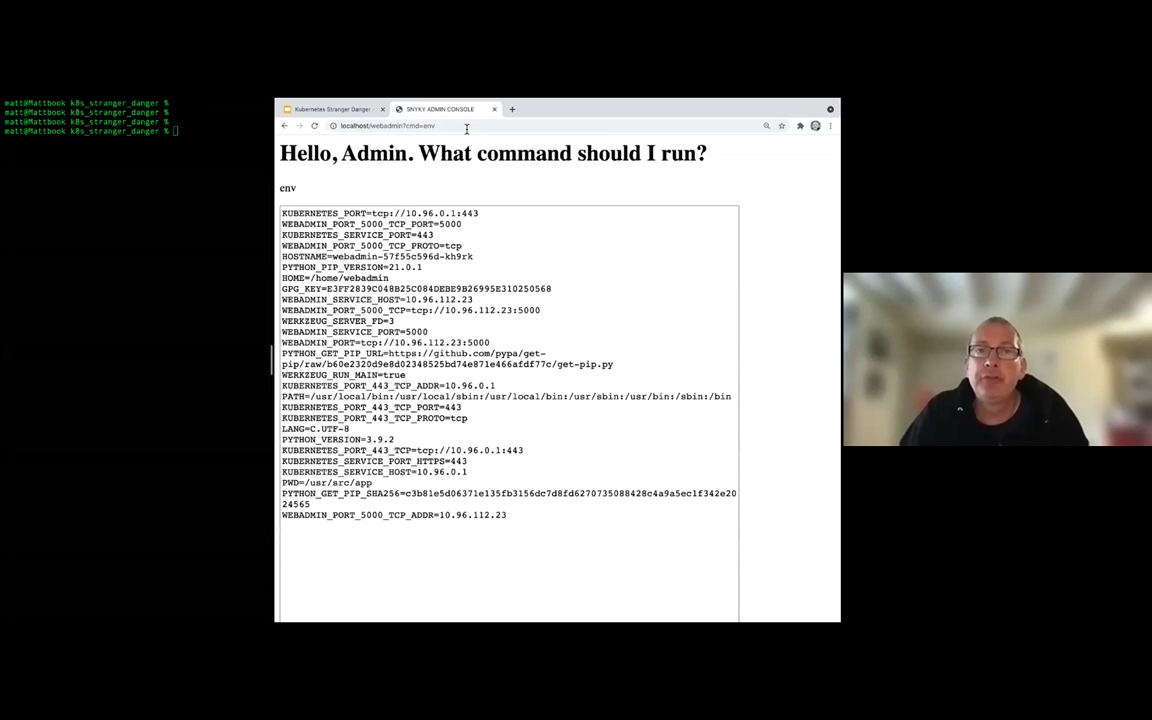 matt@Mattbook k8s_stranger_danger %
matt@Mattbook k8s_stranger_danger %
matt@Mattbook k8s_stranger_danger %
matt@Mattbook k8s_stranger_danger %
Kubernetes Stranger Danger -
SNYKY ADMIN CONSOLE
localhost/webadmin?cmd=env
Hello, Admin. What command should I run?
env
KUBERNETES_PORT=tcp://10.96.0.1:443
WEBADMIN_PORT_5000_TCP_PORT=5000
KUBERNETES_SERVICE_PORT=443
WEBADMIN_PORT_5000_TCP_PROTO=tcp
HOSTNAME=webadmin-57f55c596d-kh9rk
PYTHON_PIP_VERSION=21.0.1
HOME=/home/webadmin
GPG_KEY=E3FF2839C048B25C084DEBE9B26995E310250568
WEBADMIN_SERVICE_HOST=10.96.112.23
WEBADMIN_PORT_5000_TCP=tcp://10.96.112.23:5000
WERKZEUG_SERVER_FD=3
WEBADMIN_SERVICE_PORT=5000
WEBADMIN_PORT=tcp://10.96.112.23:5000
PYTHON_GET_PIP_URL=https://github.com/pypa/get-
pip/raw/b60e2320d9e8d02348525bd74e871e466afdf77c/get-pip.py
WERKZEUG_RUN_MAIN=true
KUBERNETES_PORT_443_TCP_ADDR=10.96.0.1
PATH=/usr/local/bin:/usr/local/sbin:/usr/local/bin:/usr/sbin:/usr/bin:/sbin:/bin
KUBERNETES_PORT_443_TCP_PORT=443
KUBERNETES_PORT_443_TCP_PROTO=tcp
LANG=C.UTF-8
PYTHON_VERSION=3.9.2
KUBERNETES_PORT_443_TCP=tcp://10.96.0.1:443
KUBERNETES_SERVICE_PORT_HTTPS=443
KUBERNETES_SERVICE_HOST=10.96.0.1
PWD=/usr/src/app
PYTHON_GET_PIP_SHA256=c3b81e5d06371e135fb3156dc7d8fd6270735088428c4a9a5ec1f342e20
24565
WEBADMIN_PORT_5000_TCP_ADDR=10.96.112.23